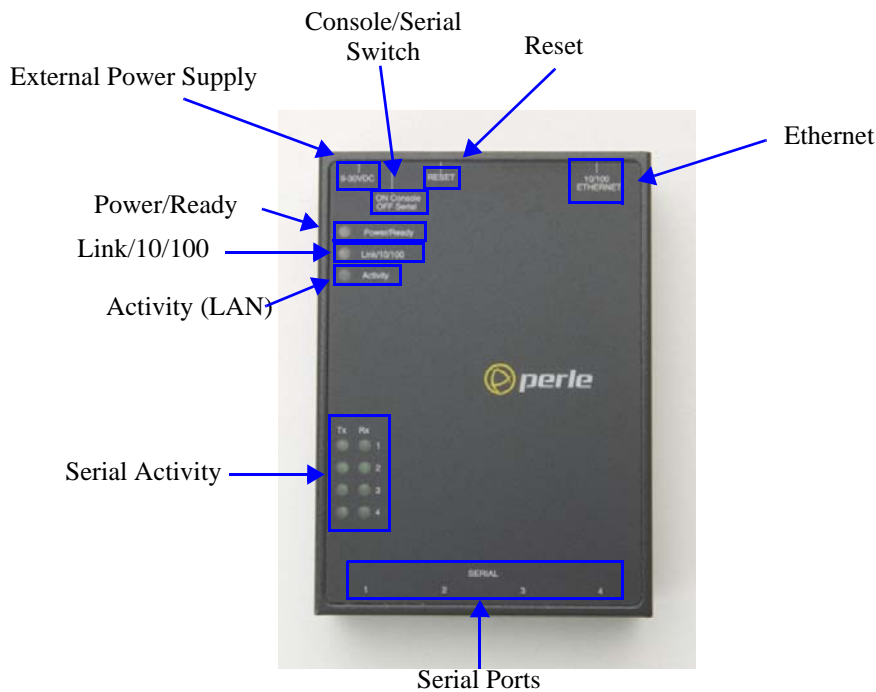 Console/Serial
Switch
Reset
External Power Supply
Ethernet
9-30VDC
RESET
10/100
ETHERNET
ON Console
OFF Serial
Power/Ready
Power/Ready
Link/10/100
Link/10/100
Activity (LAN)
Activity
perle
Tx Rx
1
2
3
4
Serial Activity
SERIAL
1 2 3 4
Serial Ports